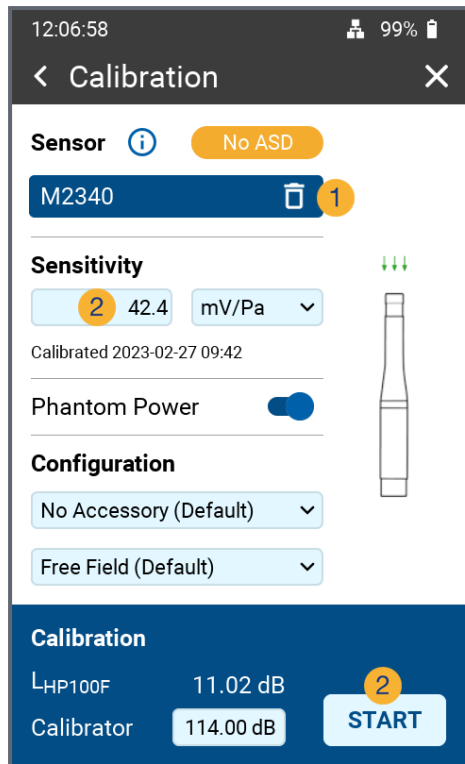 12:06:58 99%
Calibration
Sensor No ASD
M2340 1
Sensitivity
2 42.4 mV/Pa
Calibrated 2023-02-27 09:42
Phantom Power
Configuration
No Accessory (Default)
Free Field (Default)
Calibration
LHP100F 11.02 dB 2
Calibrator 114.00 dB START